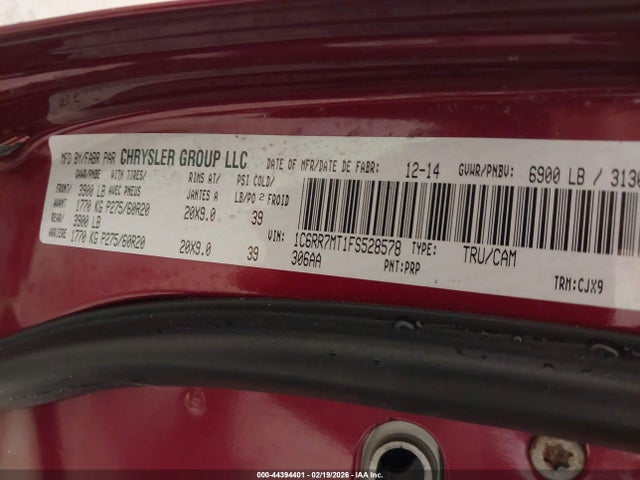 MFD BY/FABR PAR CHRYSLER GROUP LLC DATE OF MFR/DATE DE FABR: 12-14 GVWR/PNBV: 6900 LB / 3130
GAWR/PNBE WITH TIRES/ RIMS AT/ PSI COLD/
FRONT/ 3900 LB AVEC PNEUS JANTES A LB/PO 2 FROID
AVANT 1770 KG P275/60R20 20X9.0 39
REAR/ 3900 LB
ARRIERE 1770 KG P275/60R20 20X9.0 39
VIN: 1C6RR7MT1FS528578 TYPE: TRU/CAM
306AA PNT:PRP TRM:CJX9
000-44394401 - 02/19/2026 - IAA Inc.